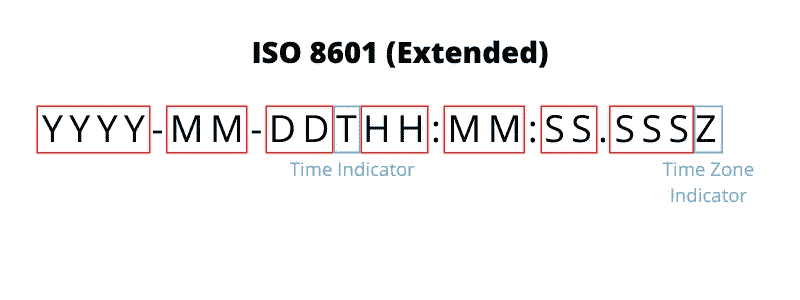 ISO 8601 (Extended)
YYYY-MM-DDTHH:MM:SS.SSSZ
Time Indicator
Time Zone
Indicator